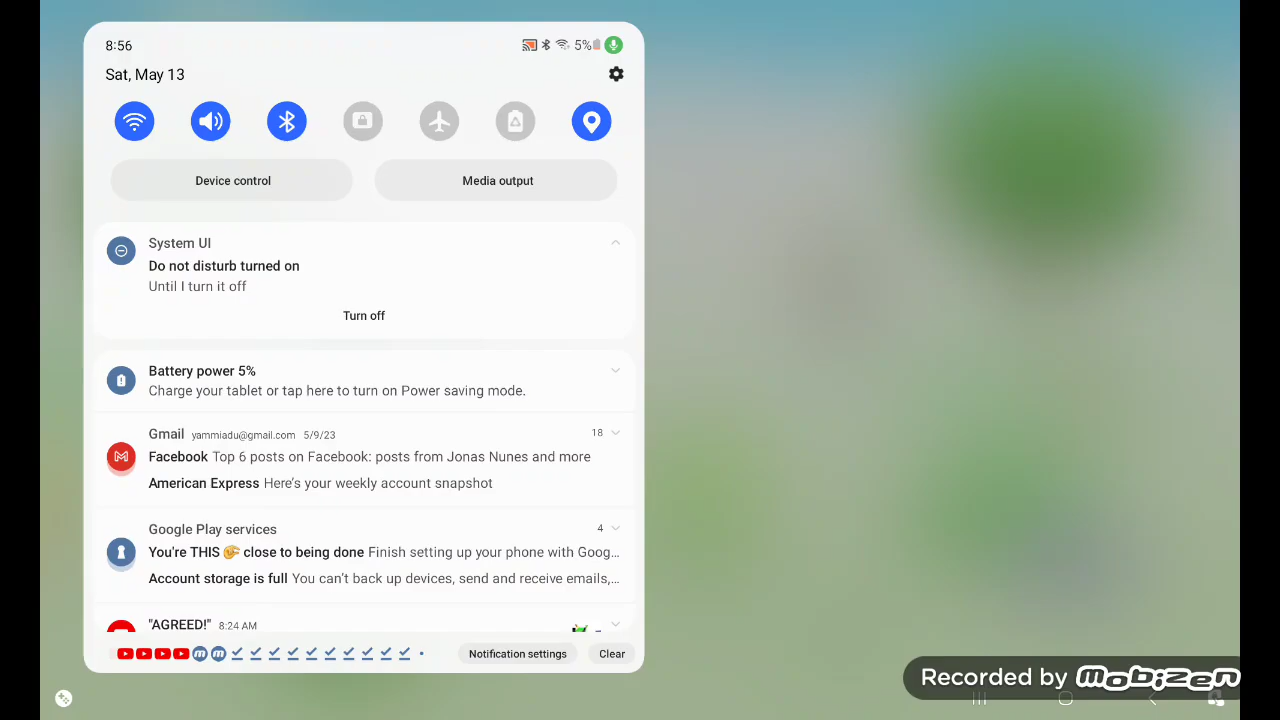 8:56
5%
Sat, May 13
Device control
Media output
System UI
Do not disturb turned on
Until I turn it off
Turn off
Battery power 5%
Charge your tablet or tap here to turn on Power saving mode.
Gmail yammiadu@gmail.com 5/9/23 18
Facebook Top 6 posts on Facebook: posts from Jonas Nunes and more
American Express Here's your weekly account snapshot
Google Play services 4
You're THIS 🤏 close to being done Finish setting up your phone with Goog...
Account storage is full You can't back up devices, send and receive emails,...
"AGREED!" 8:24 AM
Notification settings
Clear
Recorded by mobizen